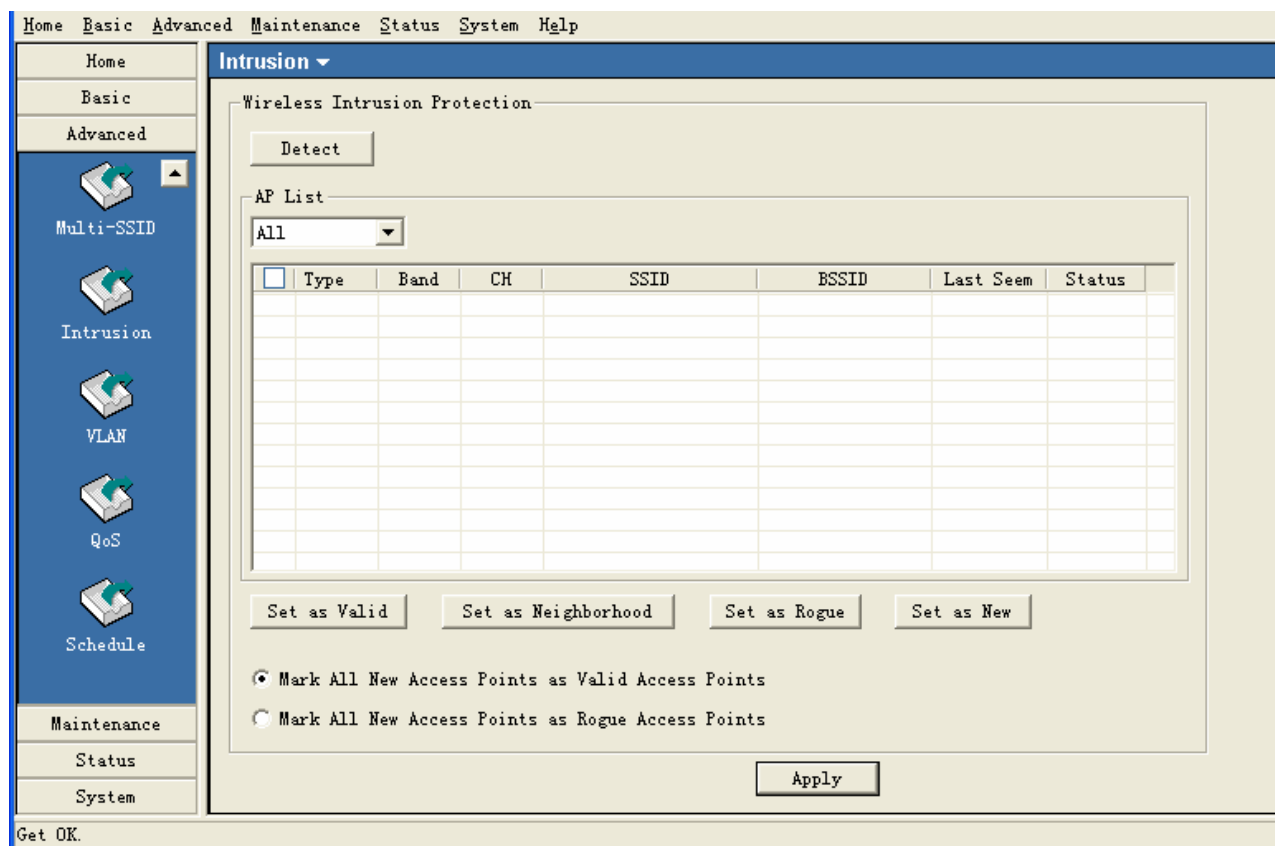 Home Basic Advanced Maintenance Status System Help
Home
Basic
Advanced
Multi-SSID
Intrusion
VLAN
QoS
Schedule
Maintenance
Status
System
Intrusion
Wireless Intrusion Protection
Detect
AP List
All
Type Band CH SSID BSSID Last Seem Status
Set as Valid Set as Neighborhood Set as Rogue Set as New
Mark All New Access Points as Valid Access Points
Mark All New Access Points as Rogue Access Points
Apply
Get OK.